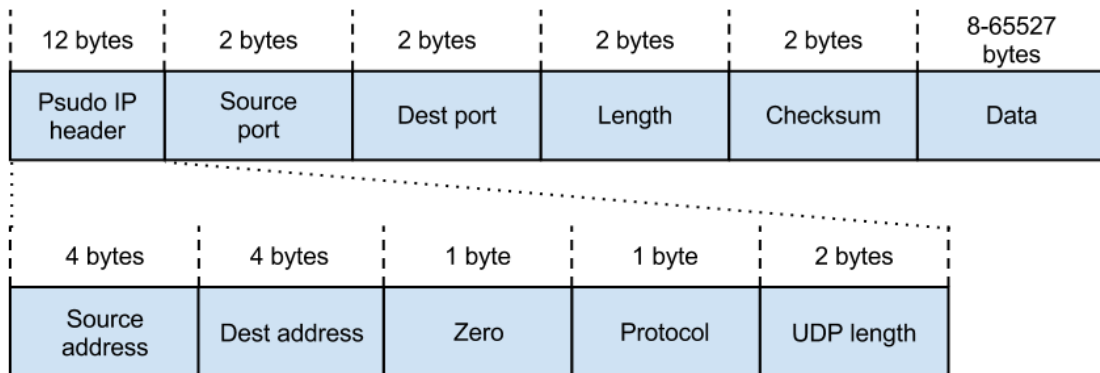 12 bytes
2 bytes
2 bytes
2 bytes
2 bytes
8-65527
bytes
Psudo IP
header
Source
port
Dest port
Length
Checksum
Data
4 bytes
4 bytes
1 byte
1 byte
2 bytes
Source
address
Dest address
Zero
Protocol
UDP length